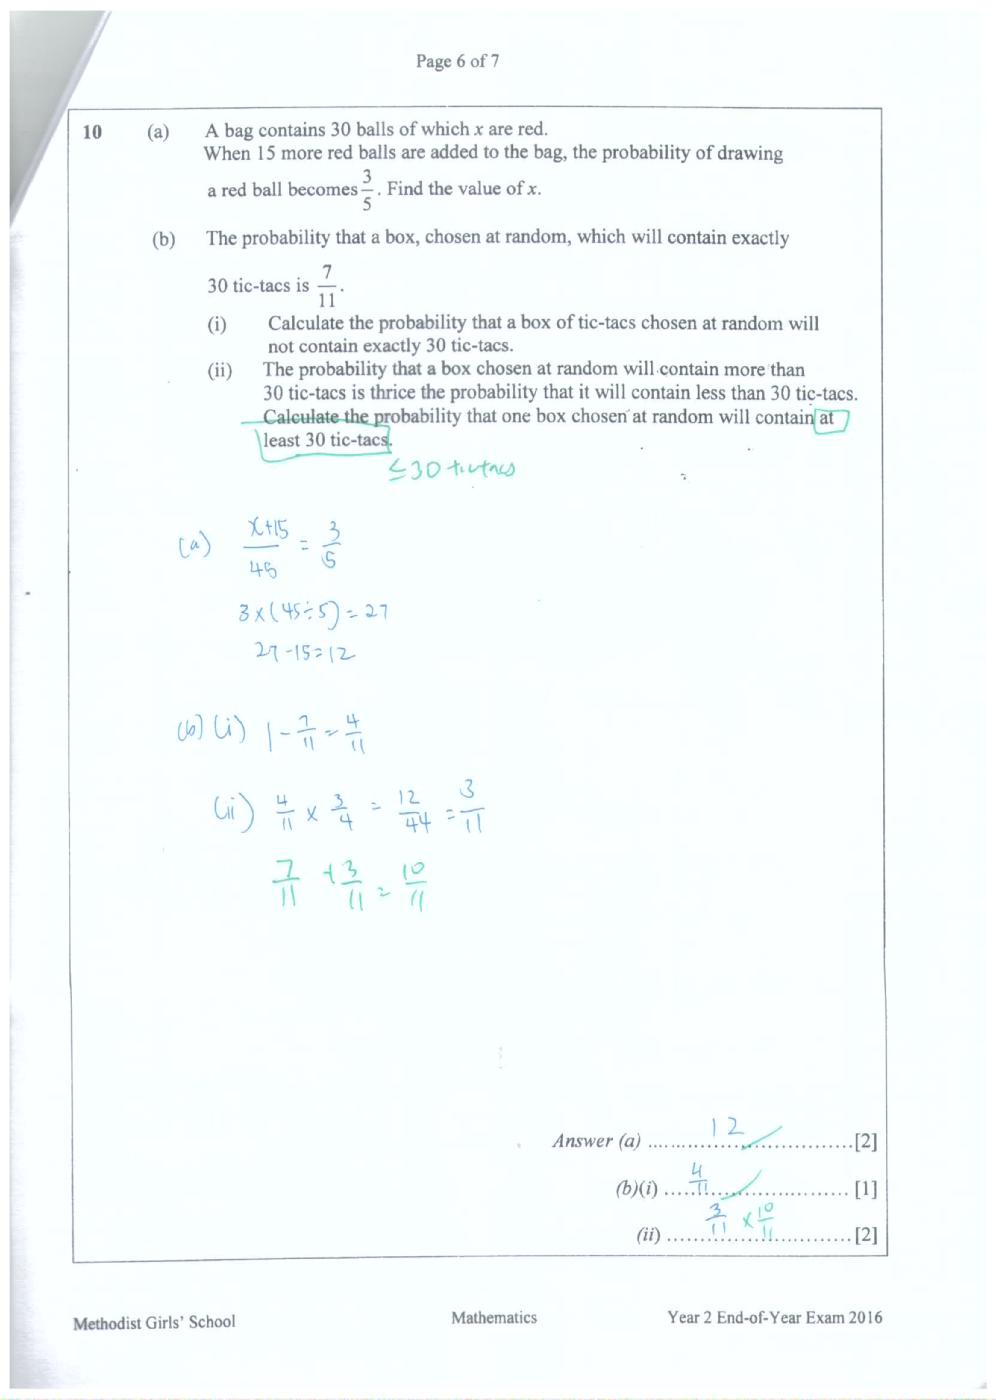 Page 6 of 7
10 (a) A bag contains 30 balls of which x are red.
When 15 more red balls are added to the bag, the probability of drawing
a red ball becomes 3/5. Find the value of x.
(b) The probability that a box, chosen at random, which will contain exactly
30 tic-tacs is 7/11.
(i) Calculate the probability that a box of tic-tacs chosen at random will
not contain exactly 30 tic-tacs.
(ii) The probability that a box chosen at random will contain more than
30 tic-tacs is thrice the probability that it will contain less than 30 tic-tacs.
Calculate the probability that one box chosen at random will contain at
least 30 tic-tacs.
≤30 tictacs
(a) x+15/45 = 3/5
3×(45÷5)=27
27-15=12
(b)(i) 1-7/11=4/11
(ii) 4/11 × 3/4 = 12/44 = 3/11
7/11 + 3/11 = 10/11
Answer (a) 12 ✓ [2]
(b)(i) 4/11 ✓ [1]
(ii) 3/11 × 10/11 [2]
Methodist Girls' School Mathematics Year 2 End-of-Year Exam 2016